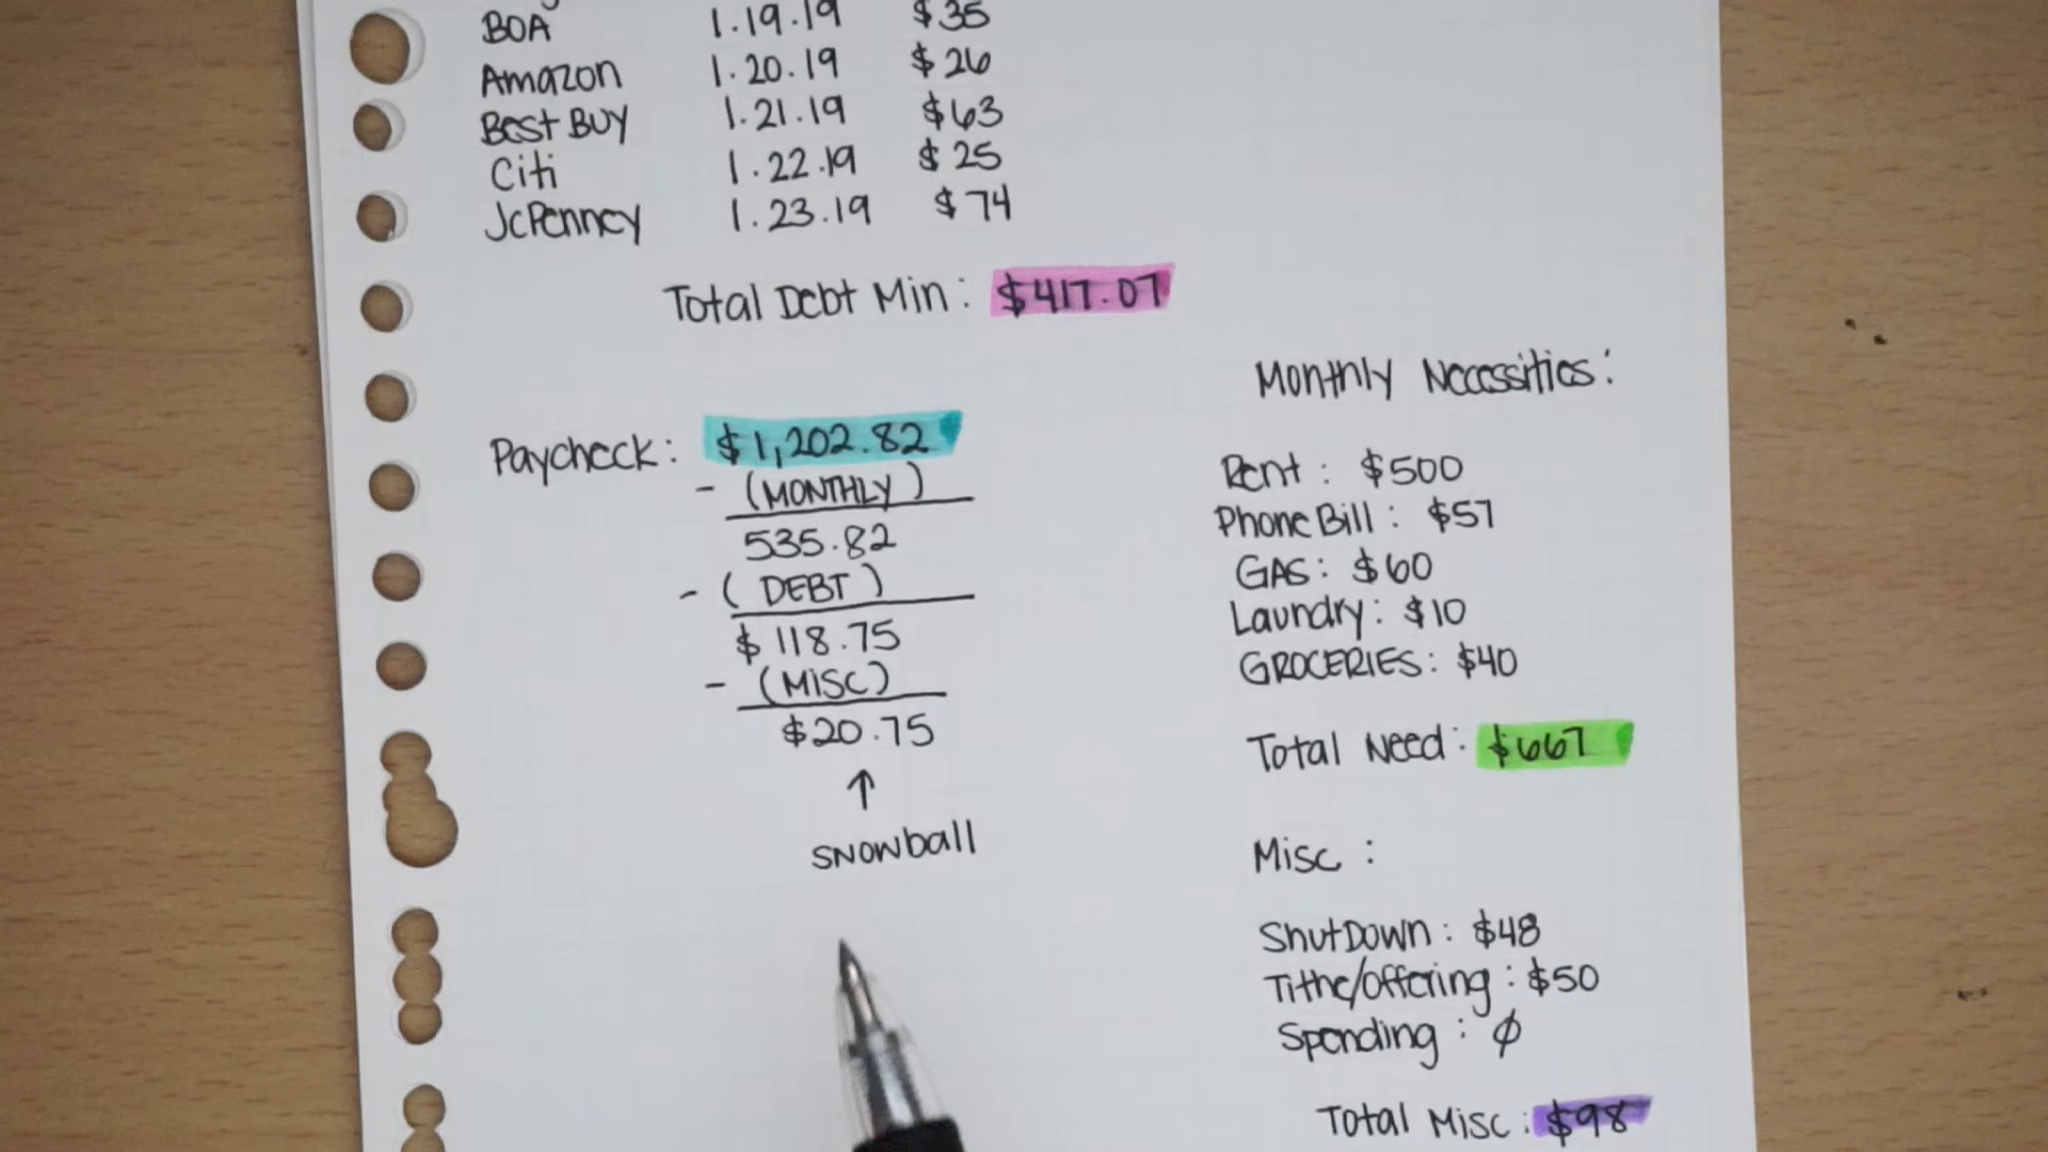 BOA 1.19.19 $35
Amazon 1.20.19 $26
Best Buy 1.21.19 $63
Citi 1.22.19 $25
JcPenney 1.23.19 $74
Total Debt Min: $417.07
Paycheck: $1,202.82
- (MONTHLY)
535.82
- (DEBT)
$118.75
- (MISC)
$20.75
↑
snowball
Monthly Necessities:
Rent: $500
Phone Bill: $57
GAS: $60
Laundry: $10
GROCERIES: $40
Total Need: $667
Misc:
ShutDown: $48
Tithe/offering: $50
Spending: ∅
Total Misc: $98